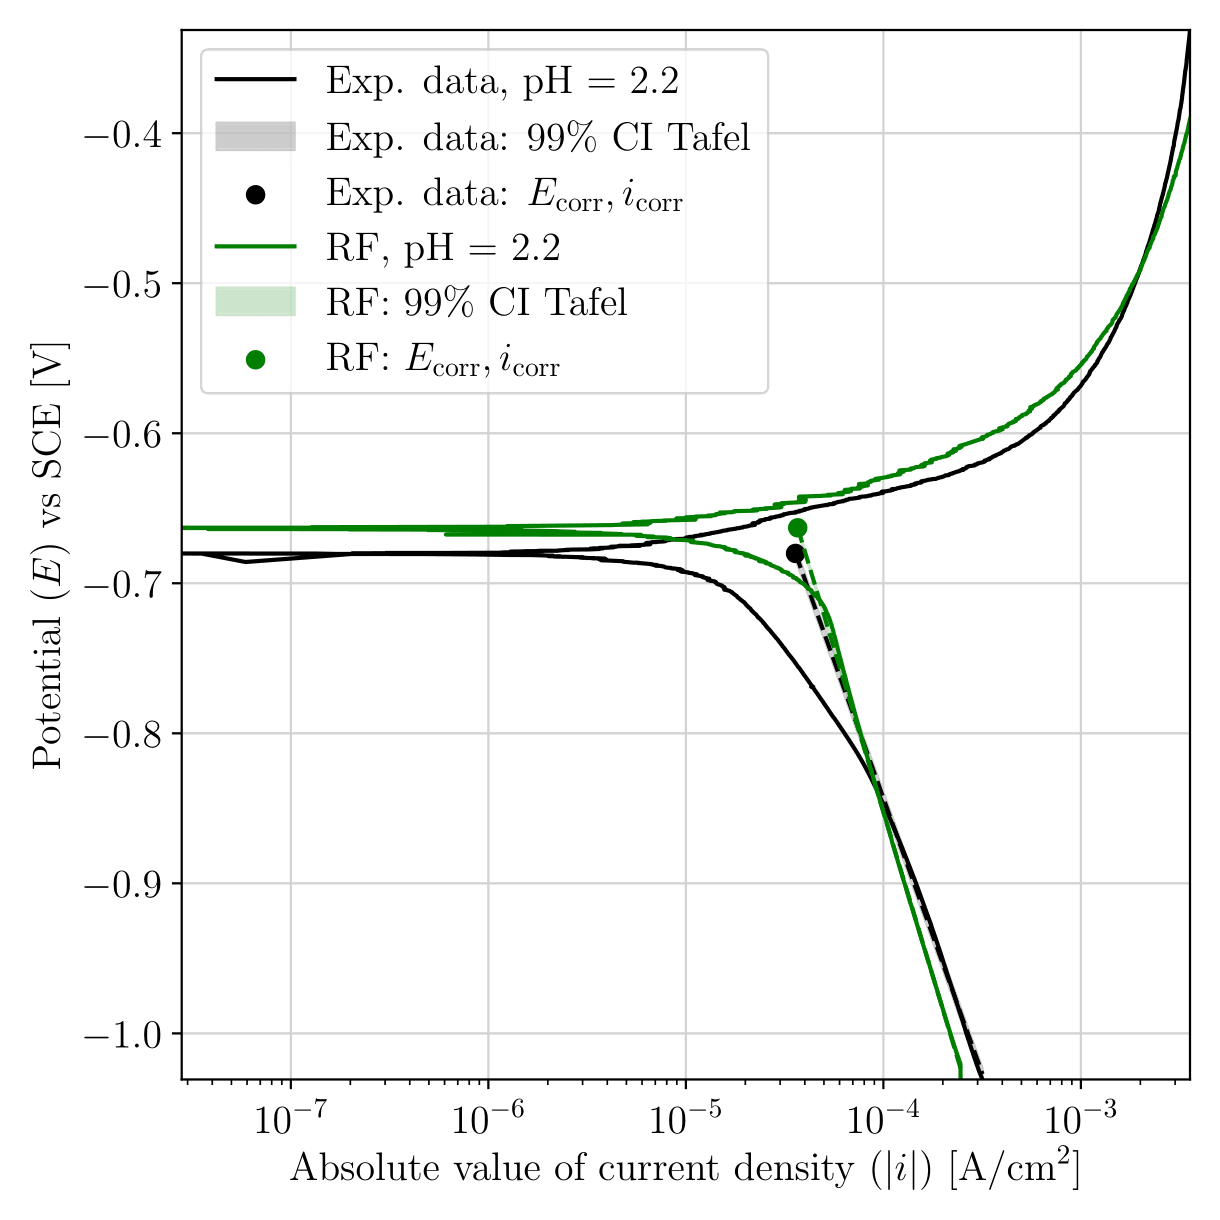 Exp. data, pH = 2.2
Exp. data: 99% CI Tafel
Exp. data: E_corr, i_corr
RF, pH = 2.2
RF: 99% CI Tafel
RF: E_corr, i_corr
−0.4
−0.5
−0.6
−0.7
−0.8
−0.9
−1.0
Potential (E) vs SCE [V]
10⁻⁷ 10⁻⁶ 10⁻⁵ 10⁻⁴ 10⁻³
Absolute value of current density (|i|) [A/cm²]